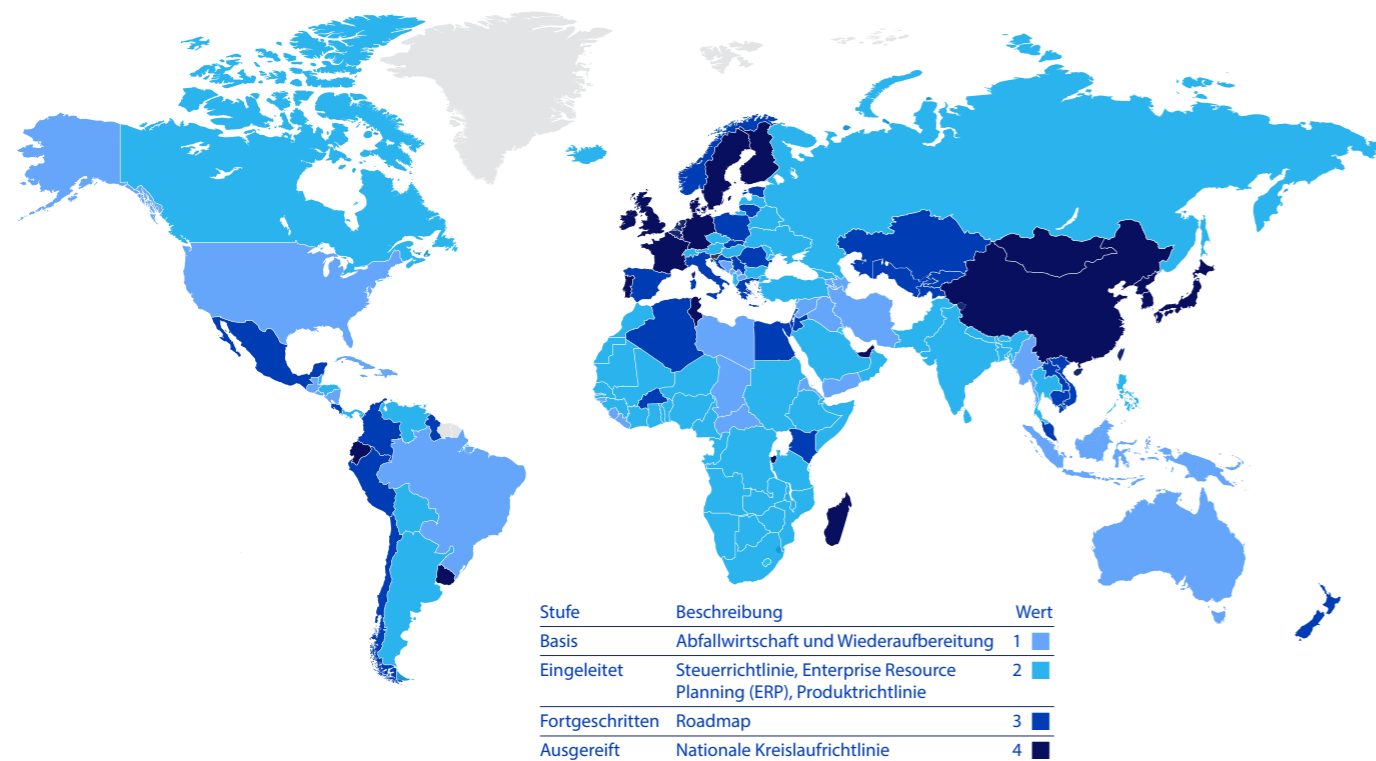 Stufe Beschreibung Wert
Basis Abfallwirtschaft und Wiederaufbereitung 1
Eingeleitet Steuerrichtlinie, Enterprise Resource 2
Planning (ERP), Produktrichtlinie
Fortgeschritten Roadmap 3
Ausgereift Nationale Kreislaufrichtlinie 4